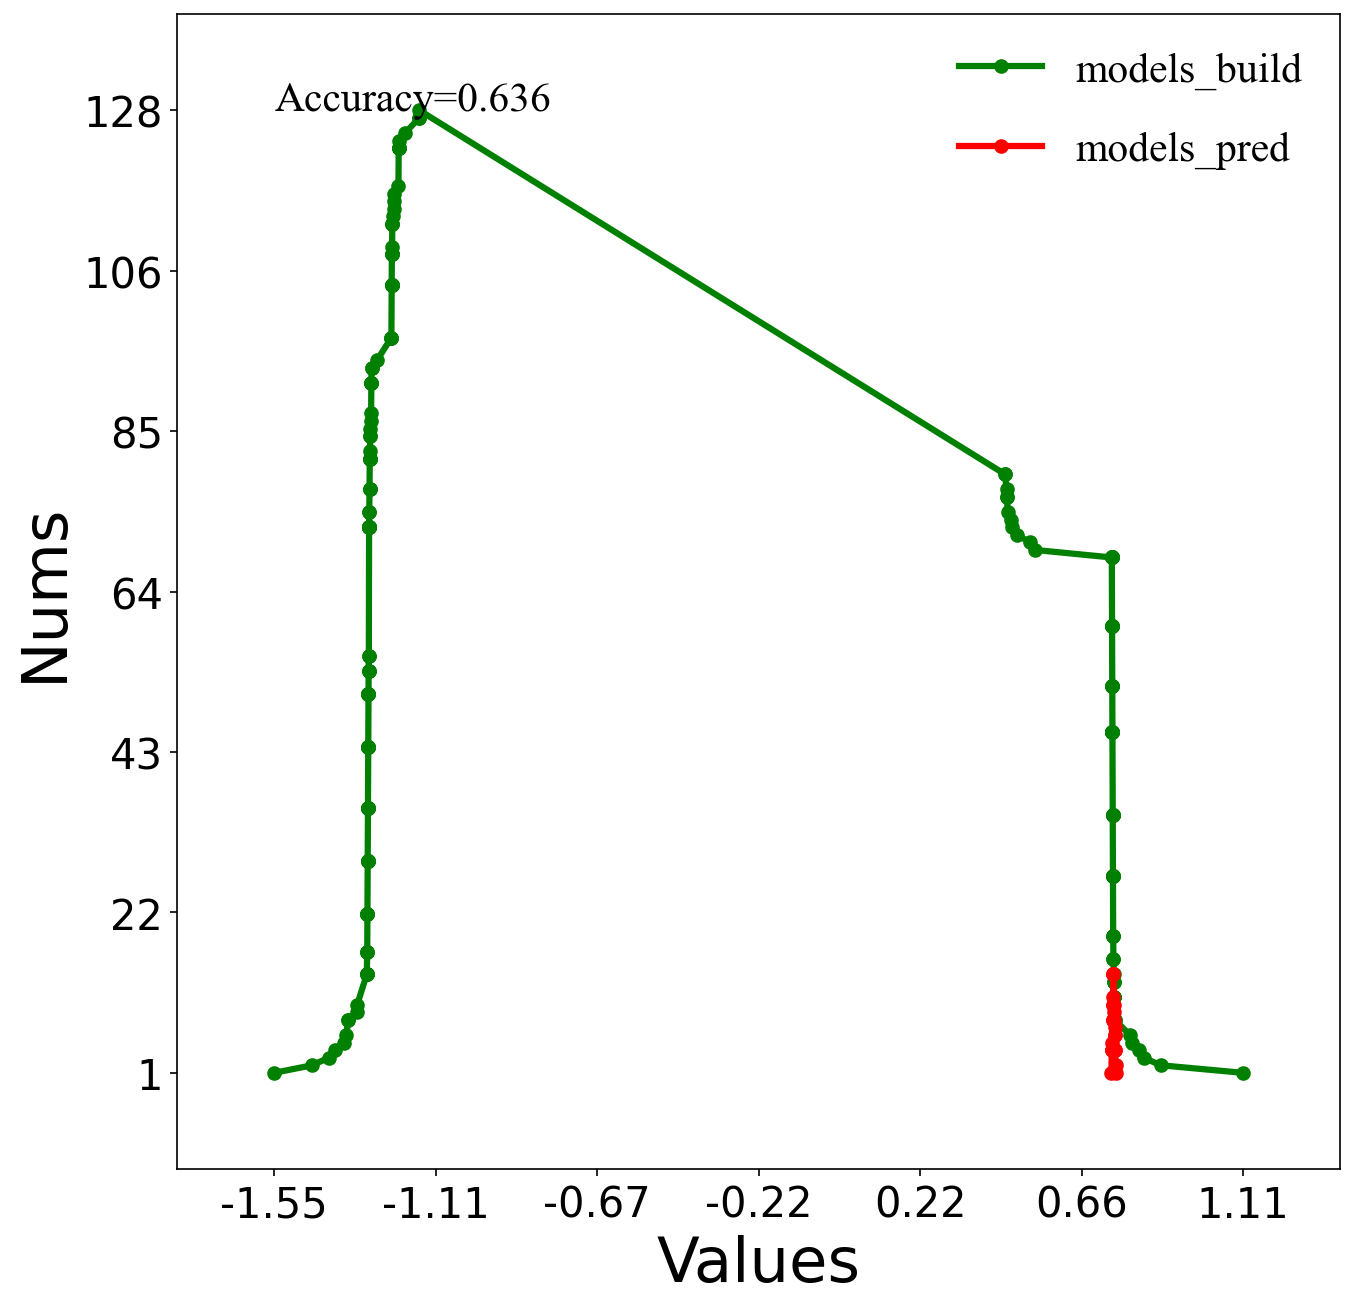 Accuracy=0.636
models_build
models_pred
128
106
85
64
43
22
1
Nums
-1.55 -1.11 -0.67 -0.22 0.22 0.66 1.11
Values